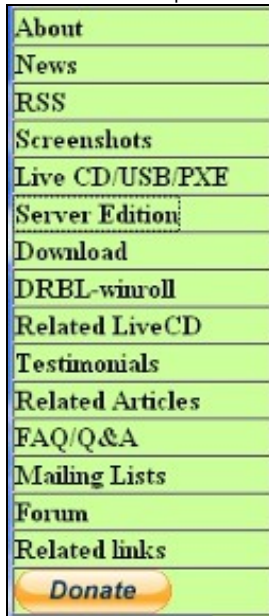 About
News
RSS
Screenshots
Live CD/USB/PXE
Server Edition
Download
DRBL-winroll
Related LiveCD
Testimonials
Related Articles
FAQ/Q&A
Mailing Lists
Forum
Related links
Donate